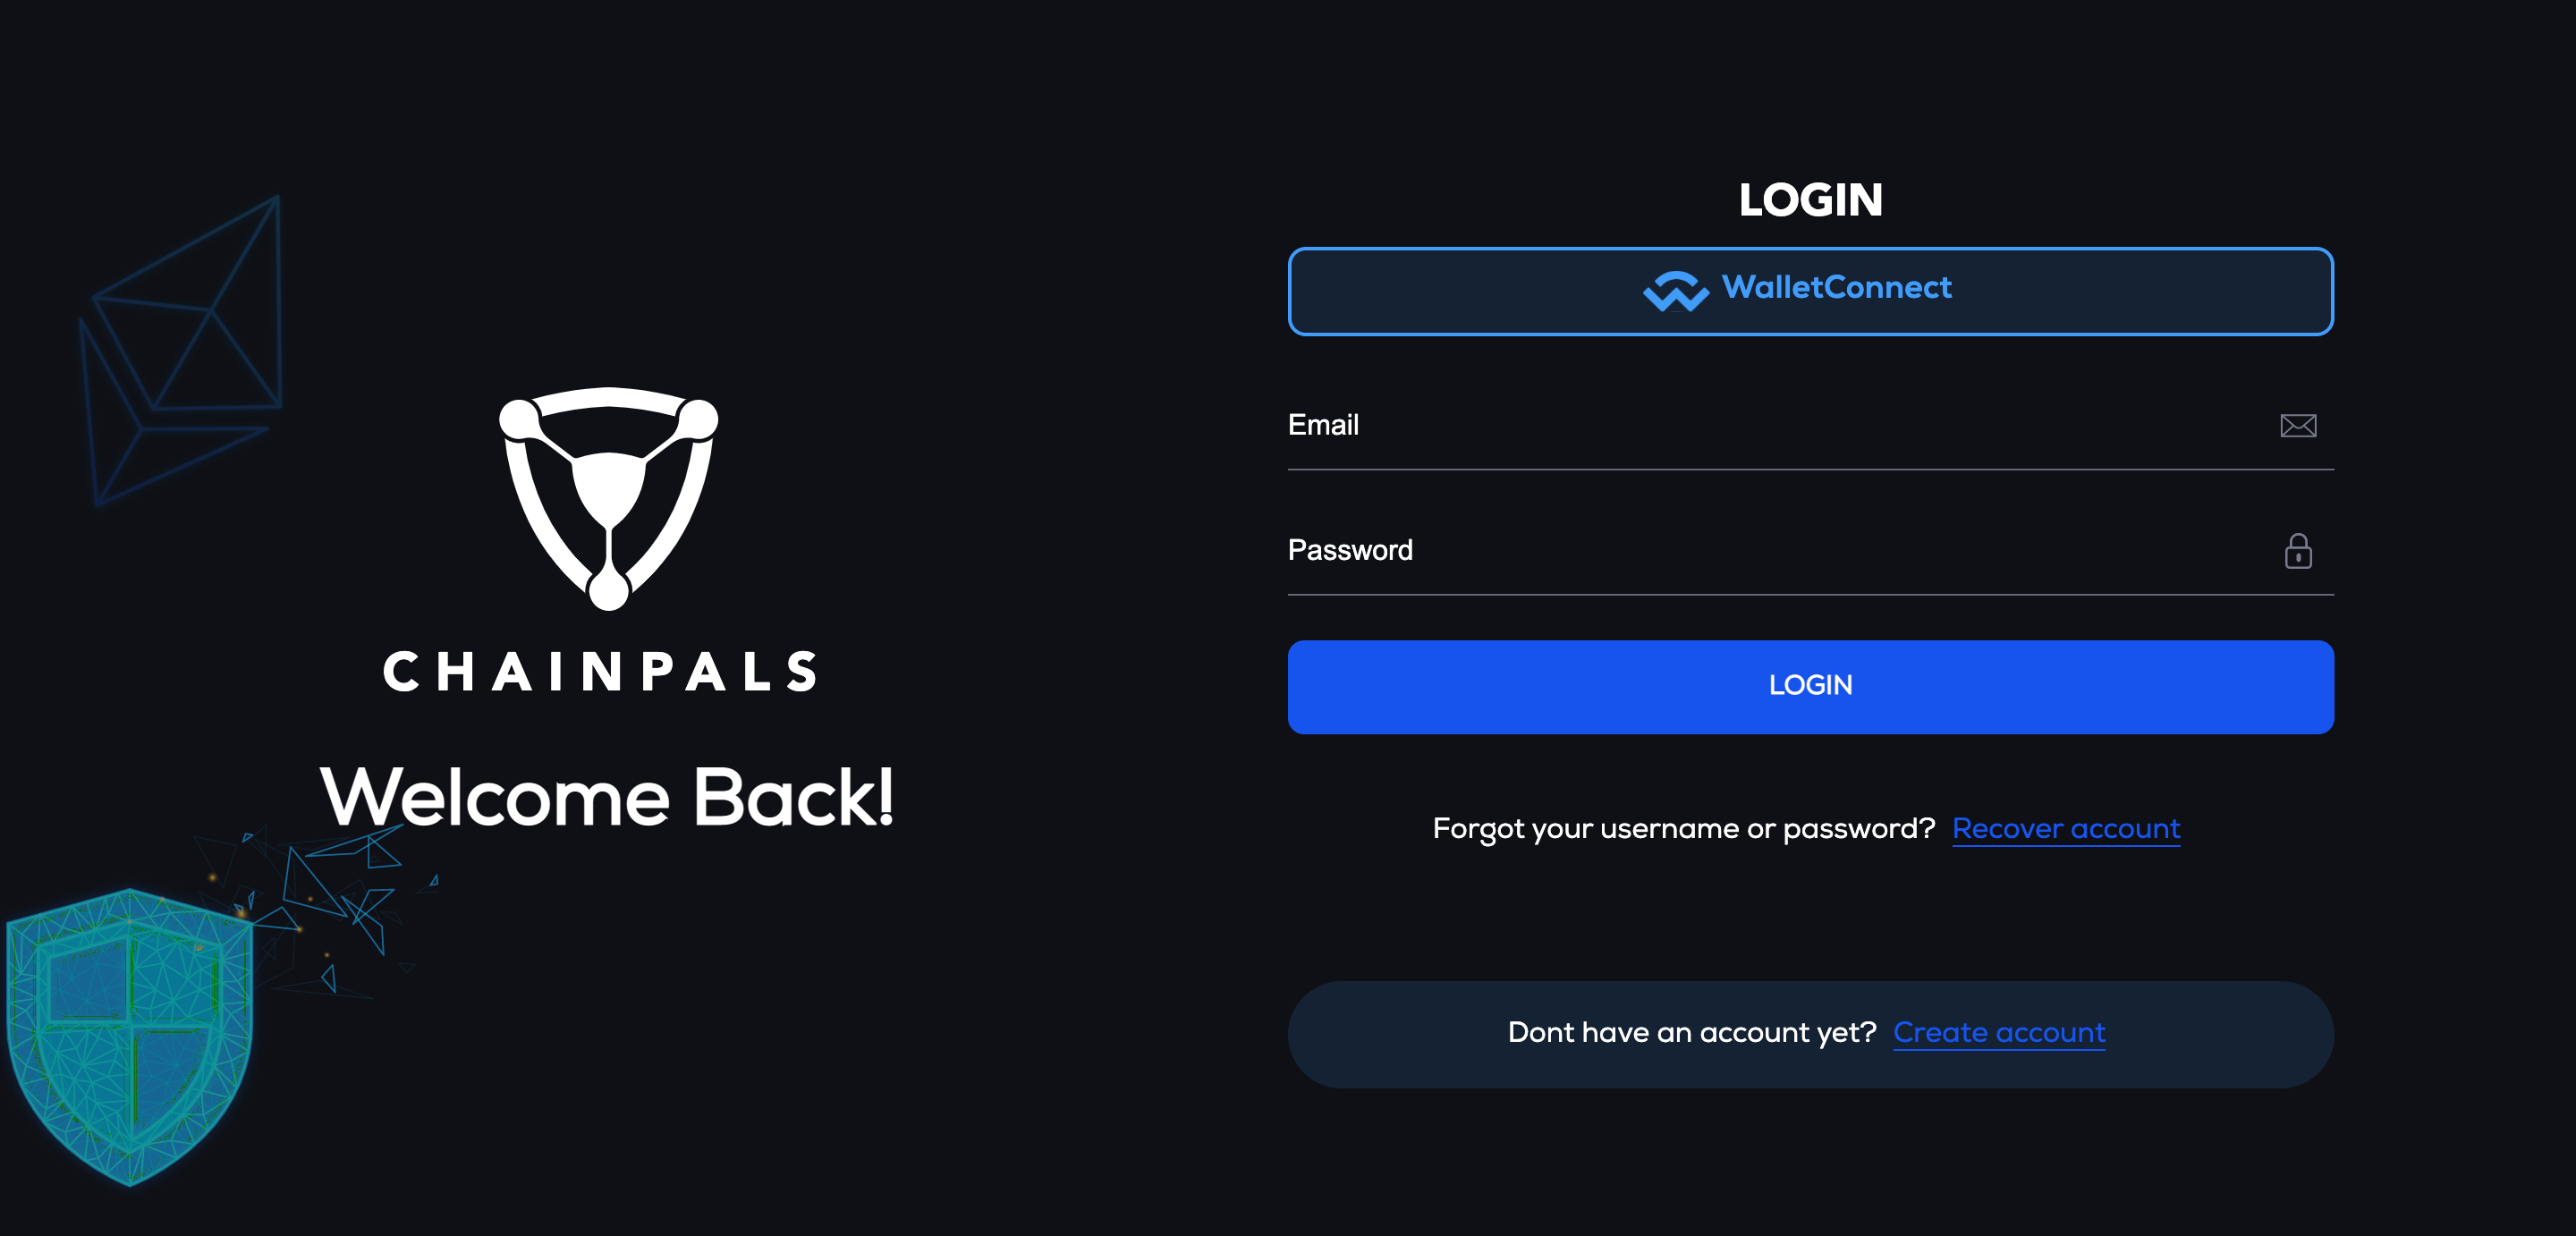 CHAINPALS
Welcome Back!
LOGIN
WalletConnect
Email
Password
LOGIN
Forgot your username or password? Recover account
Dont have an account yet? Create account